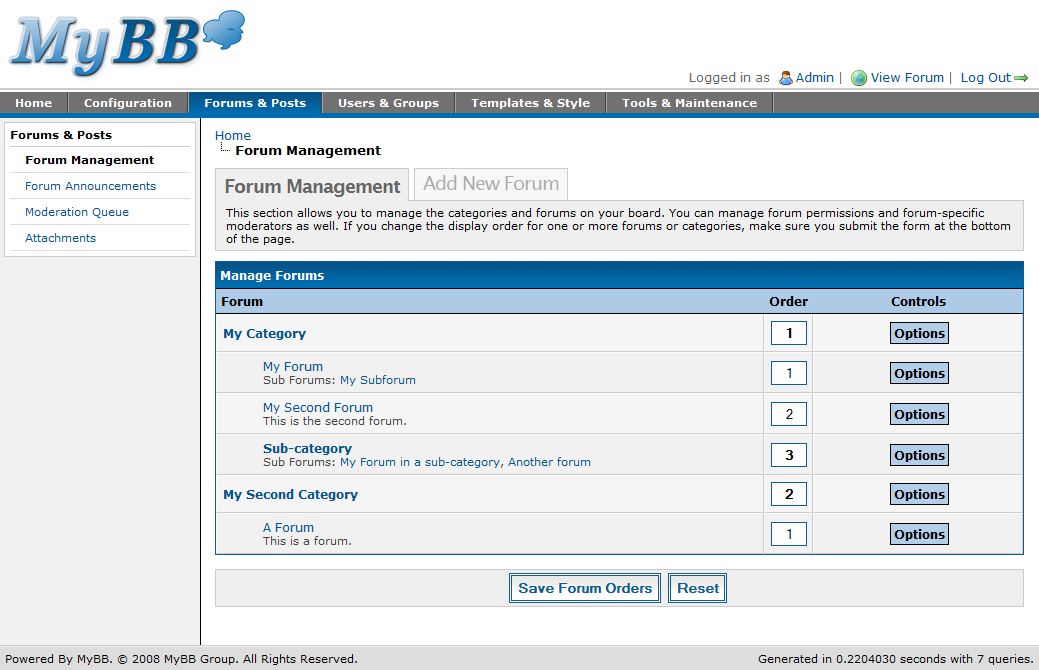 MyBB
Logged in as Admin | View Forum | Log Out
Home Configuration Forums & Posts Users & Groups Templates & Style Tools & Maintenance
Forums & Posts
Forum Management
Forum Announcements
Moderation Queue
Attachments
Home
Forum Management
Forum Management Add New Forum
This section allows you to manage the categories and forums on your board. You can manage forum permissions and forum-specific
moderators as well. If you change the display order for one or more forums or categories, make sure you submit the form at the bottom
of the page.
Manage Forums
Forum Order Controls
My Category 1 Options
My Forum 1 Options
Sub Forums: My Subforum
My Second Forum 2 Options
This is the second forum.
Sub-category 3 Options
Sub Forums: My Forum in a sub-category, Another forum
My Second Category 2 Options
A Forum 1 Options
This is a forum.
Save Forum Orders Reset
Powered By MyBB. © 2008 MyBB Group. All Rights Reserved. Generated in 0.2204030 seconds with 7 queries.